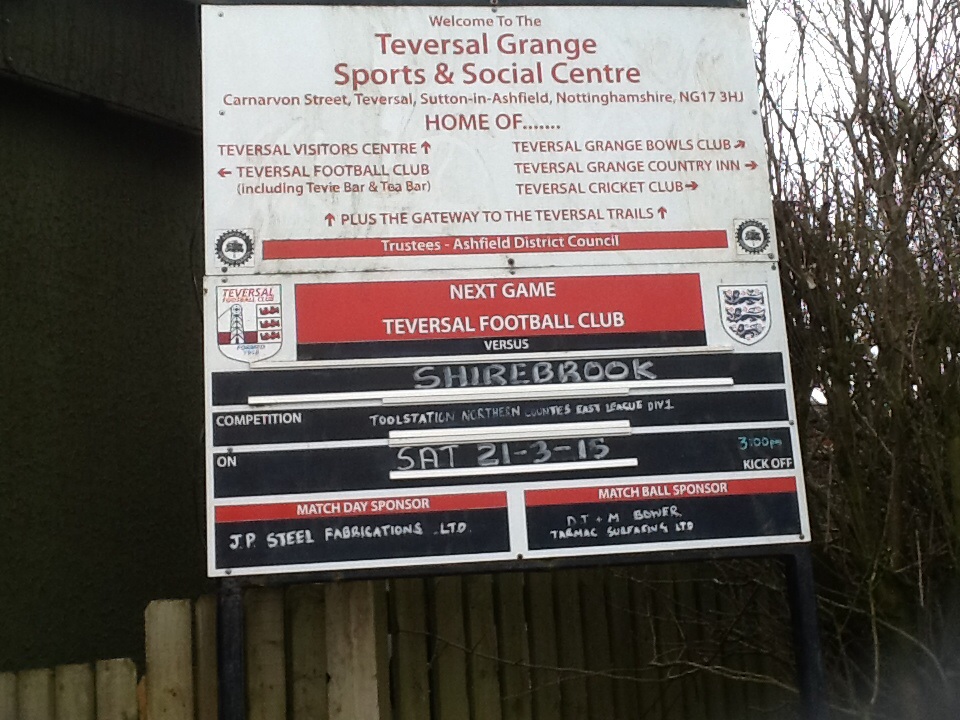 Welcome To The
Teversal Grange
Sports & Social Centre
Carnarvon Street, Teversal, Sutton-in-Ashfield, Nottinghamshire, NG17 3HJ
HOME OF.......
TEVERSAL VISITORS CENTRE ↑
← TEVERSAL FOOTBALL CLUB
(including Tevie Bar & Tea Bar)
TEVERSAL GRANGE BOWLS CLUB ↗
TEVERSAL GRANGE COUNTRY INN →
TEVERSAL CRICKET CLUB →
↑ PLUS THE GATEWAY TO THE TEVERSAL TRAILS ↑
Trustees - Ashfield District Council
TEVERSAL
FOOTBALL CLUB
FORMED
NEXT GAME
TEVERSAL FOOTBALL CLUB
VERSUS
SHIREBROOK
COMPETITION TOOLSTATION NORTHERN COUNTIES EAST LEAGUE DIV1
ON SAT 21-3-15 3:00pm
KICK OFF
MATCH DAY SPONSOR
J.P. STEEL FABRICATIONS .LTD.
MATCH BALL SPONSOR
D.T + M BOWER
TARMAC SURFACING LTD